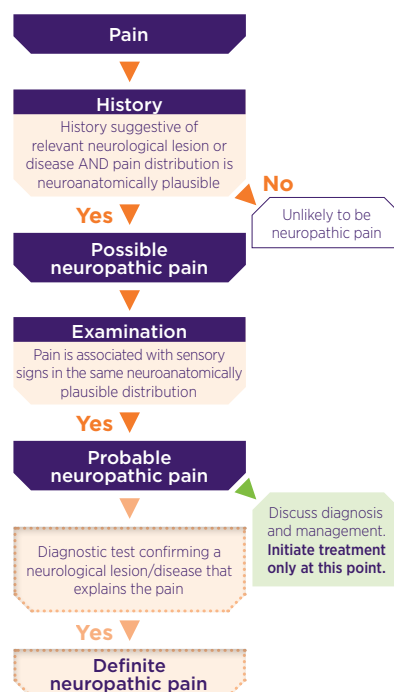 Pain
History
History suggestive of
relevant neurological lesion or
disease AND pain distribution is
neuroanatomically plausible
No
Yes
Unlikely to be
neuropathic pain
Possible
neuropathic pain
Examination
Pain is associated with sensory
signs in the same neuroanatomically
plausible distribution
Yes
Probable
neuropathic pain
Discuss diagnosis
and management.
Initiate treatment
only at this point.
Diagnostic test confirming a
neurological lesion/disease that
explains the pain
Yes
Definite
neuropathic pain